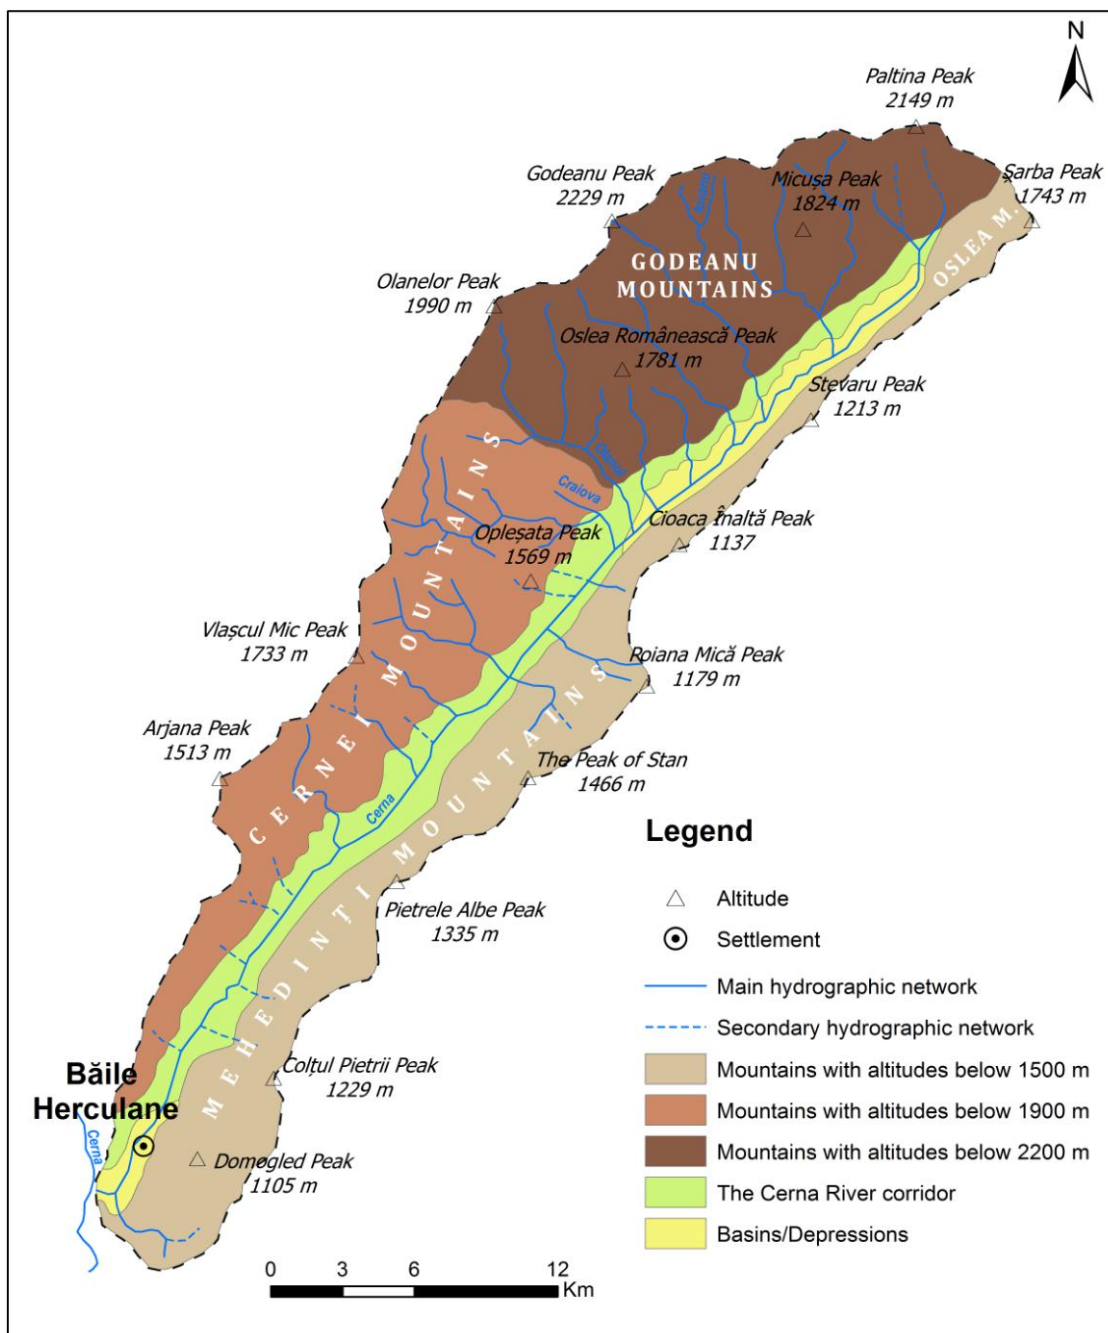 N
Paltina Peak
2149 m
Godeanu Peak
2229 m
Micușa Peak
1824 m
Șarba Peak
1743 m
GODEANU
MOUNTAINS
OSLEA M.
Olanelor Peak
1990 m
Oslea Românească Peak
1781 m
Stevaru Peak
1213 m
Craiova
Cioaca Înaltă Peak
1137
Opleșata Peak
1569 m
Vlașcul Mic Peak
1733 m
Poiana Mică Peak
1179 m
Arjana Peak
1513 m
The Peak of Stan
1466 m
CERNEI MOUNTAINS
Cerna
MEHEDINȚI MOUNTAINS
Pietrele Albe Peak
1335 m
Colțul Pietrii Peak
1229 m
Băile
Herculane
Cerna
Domogled Peak
1105 m
Legend
Altitude
Settlement
Main hydrographic network
Secondary hydrographic network
Mountains with altitudes below 1500 m
Mountains with altitudes below 1900 m
Mountains with altitudes below 2200 m
The Cerna River corridor
Basins/Depressions
0 3 6 12
Km